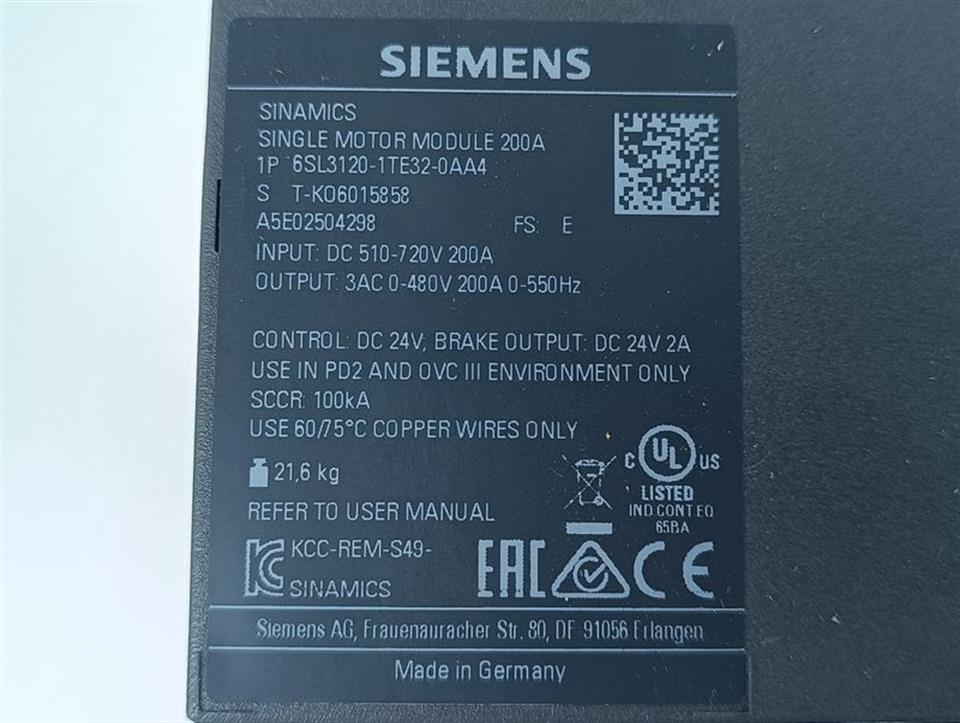 SIEMENS
SINAMICS
SINGLE MOTOR MODULE 200A
1P 6SL3120-1TE32-0AA4
S T-K06015858
A5E02504298 FS: E
INPUT: DC 510-720V 200A
OUTPUT: 3AC 0-480V 200A 0-550Hz
CONTROL: DC 24V, BRAKE OUTPUT: DC 24V 2A
USE IN PD2 AND OVC III ENVIRONMENT ONLY
SCCR: 100kA
USE 60/75°C COPPER WIRES ONLY
21,6 kg
C UL US
LISTED
IND CONT EQ
65BA
REFER TO USER MANUAL
KCC-REM-S49-
SINAMICS
EAC CE
Siemens AG, Frauenauracher Str. 80, DE-91056 Erlangen
Made in Germany